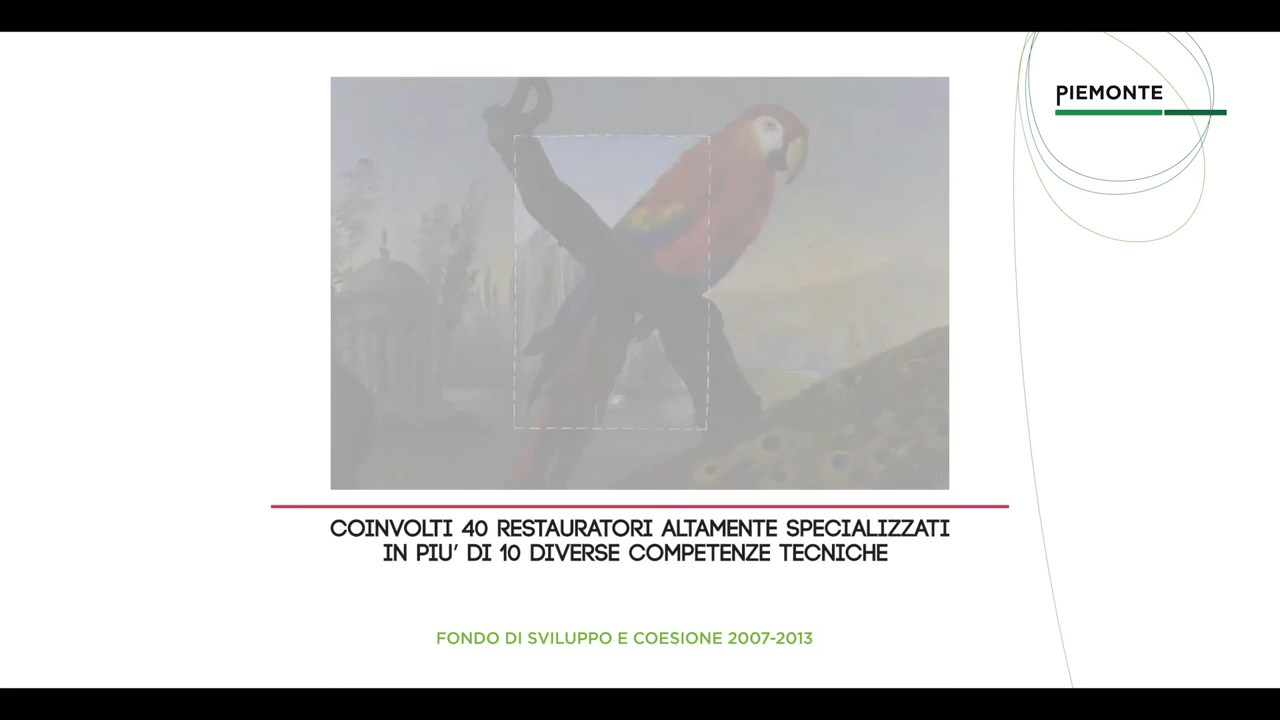 PIEMONTE
COINVOLTI 40 RESTAURATORI ALTAMENTE SPECIALIZZATI
IN PIU' DI 10 DIVERSE COMPETENZE TECNICHE
FONDO DI SVILUPPO E COESIONE 2007-2013